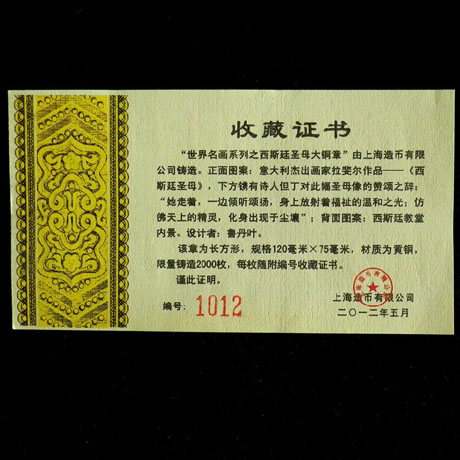 收藏证书
“世界名画系列之西斯廷圣母大铜章”由上海造币有限
公司铸造。正面图案：意大利杰出画家拉斐尔作品——《西
斯廷圣母》，下方镌有诗人但丁对此幅圣母像的赞颂之辞：
“她走着，一边倾听颂扬，身上放着福祉的温和之光；仿
佛天上的精灵，化身出现于尘壤”；背面图案：西斯廷教堂
内景。设计者：鲁丹叶。
该章为长方形，规格120毫米×75毫米，材质为黄铜，
限量铸造2000枚，每枚随附编号收藏证书。
谨此证明。
编号：1012
上海造币有限公司
二〇一二年五月